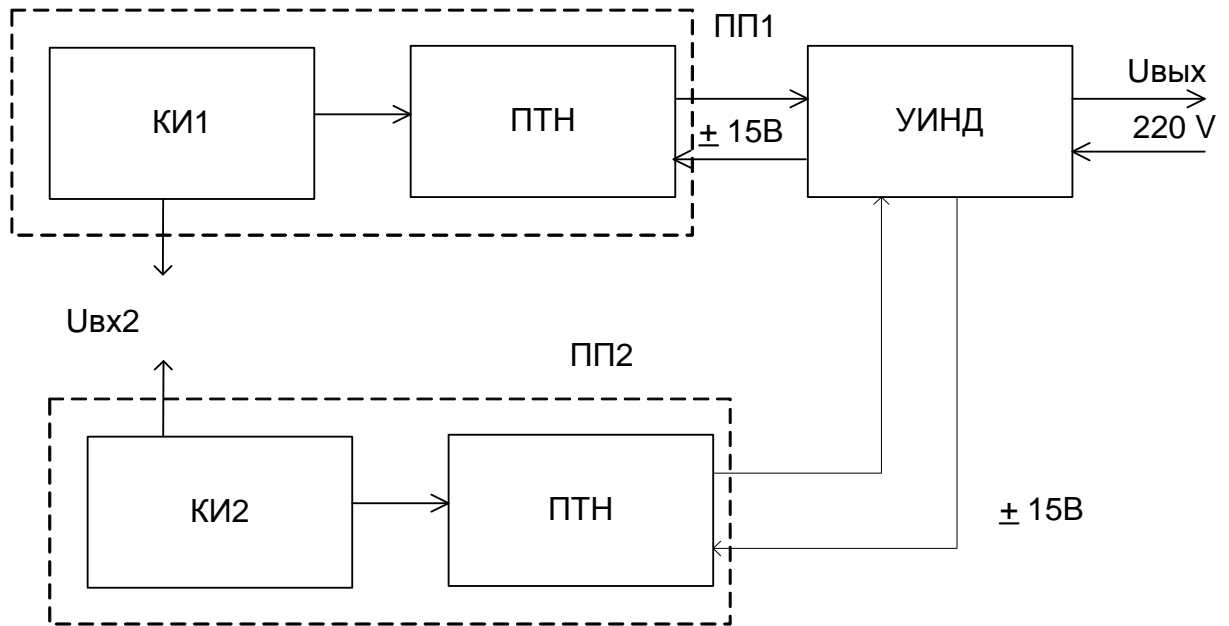 ПП1
КИ1
ПТН
± 15В
УИНД
Uвых
220 V
Uвх2
ПП2
КИ2
ПТН
± 15В